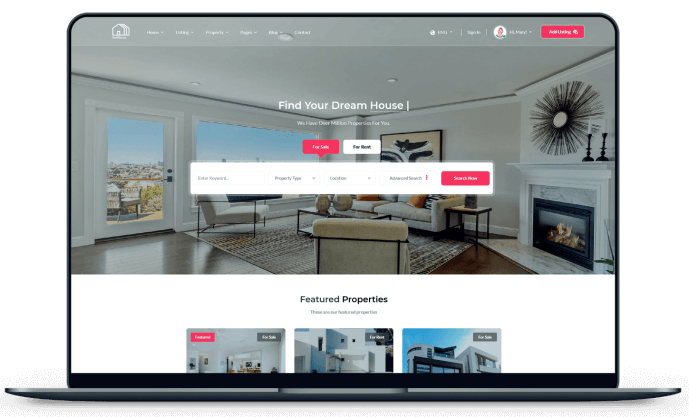 Home Listing Property Pages Blog Contact ENG Sign In Hi, Mary! Add Listing
Find Your Dream House |
We Have Over Million Properties For You.
For Sale For Rent
Enter Keyword... Property Type Location Advanced Search Search Now
Featured Properties
These are our featured properties
Featured For Sale For Rent For Sale